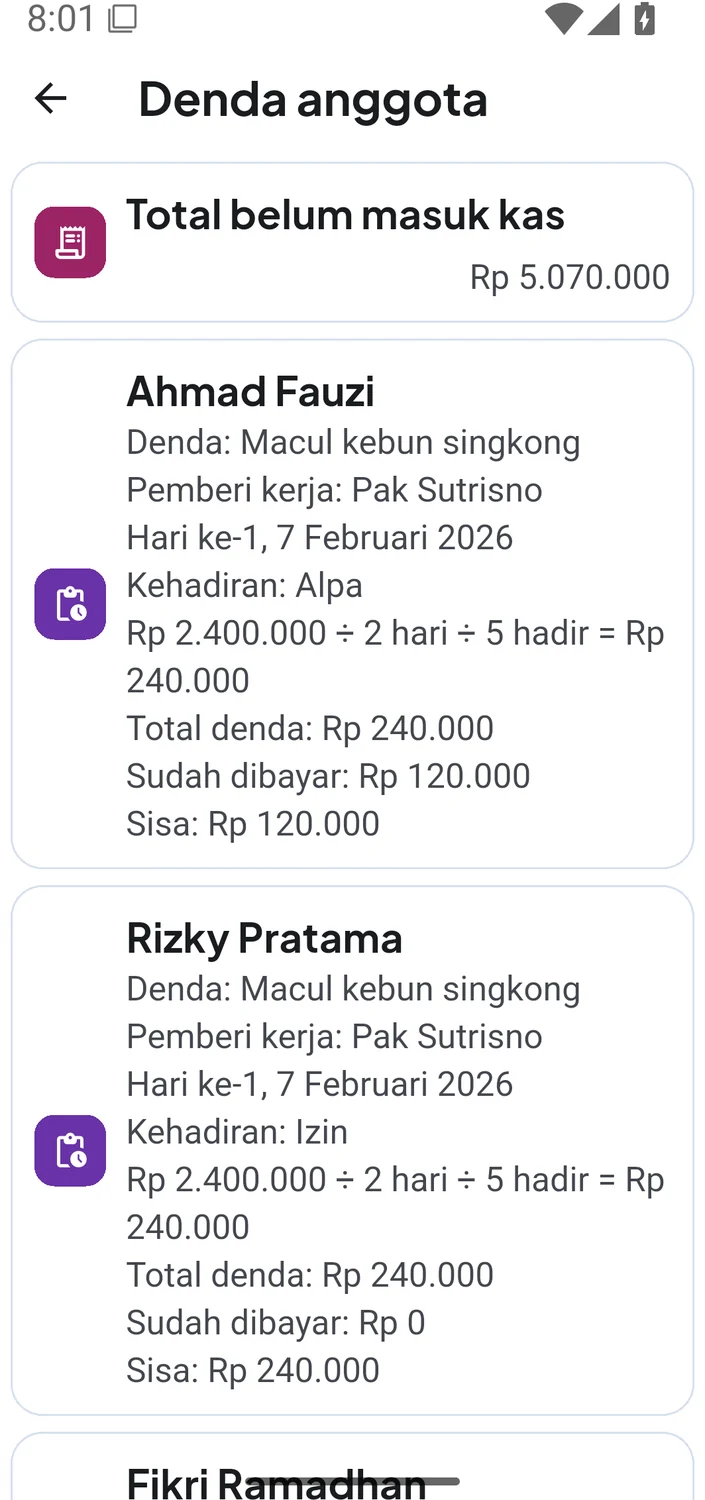 8:01
Denda anggota
Total belum masuk kas
Rp 5.070.000
Ahmad Fauzi
Denda: Macul kebun singkong
Pemberi kerja: Pak Sutrisno
Hari ke-1, 7 Februari 2026
Kehadiran: Alpa
Rp 2.400.000 ÷ 2 hari ÷ 5 hadir = Rp
240.000
Total denda: Rp 240.000
Sudah dibayar: Rp 120.000
Sisa: Rp 120.000
Rizky Pratama
Denda: Macul kebun singkong
Pemberi kerja: Pak Sutrisno
Hari ke-1, 7 Februari 2026
Kehadiran: Izin
Rp 2.400.000 ÷ 2 hari ÷ 5 hadir = Rp
240.000
Total denda: Rp 240.000
Sudah dibayar: Rp 0
Sisa: Rp 240.000
Fikri Ramadhan